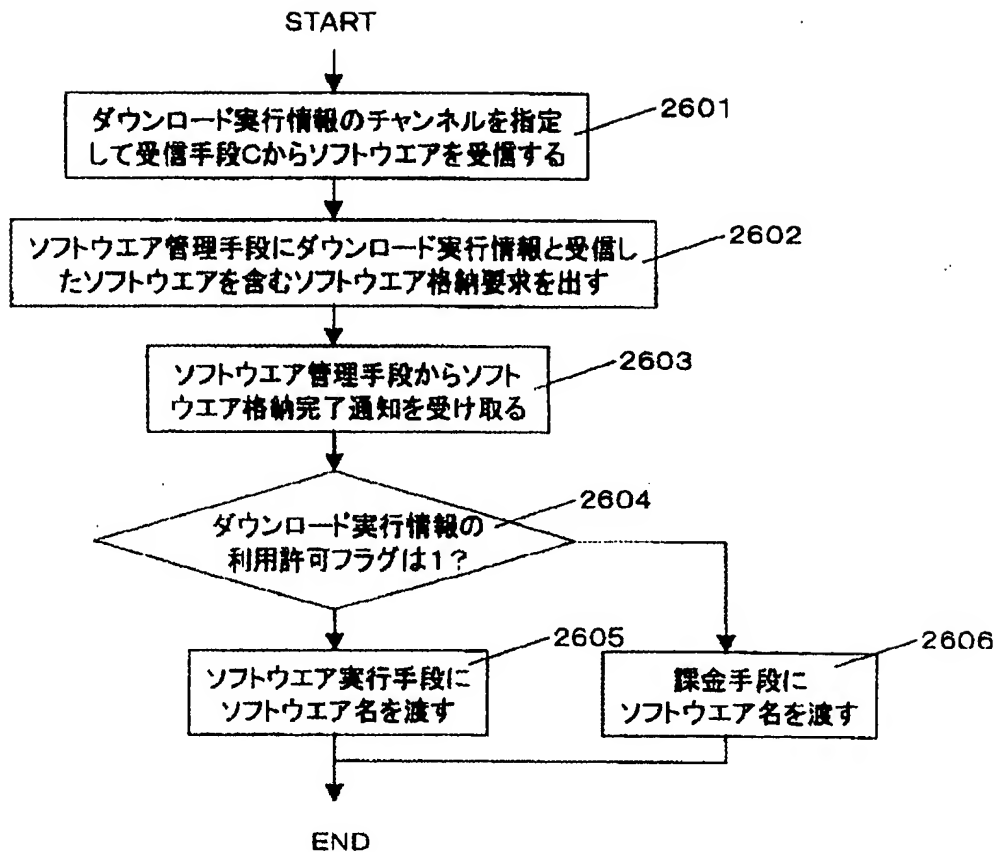 START
ダウンロード実行情報のチャンネルを指定
して受信手段Cからソフトウエアを受信する
2601
ソフトウエア管理手段にダウンロード実行情報と受信し
たソフトウエアを含むソフトウエア格納要求を出す
2602
ソフトウエア管理手段からソフト
ウエア格納完了通知を受け取る
2603
ダウンロード実行情報の
利用許可フラグは1?
2604
ソフトウエア実行手段に
ソフトウエア名を渡す
2605
課金手段に
ソフトウエア名を渡す
2606
END